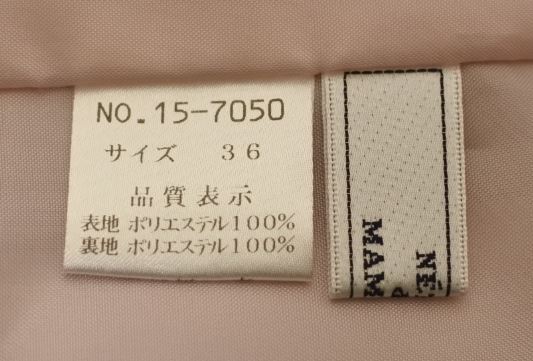 NO.15-7050
サイズ 36
品質表示
表地 ポリエステル100%
裏地 ポリエステル100%